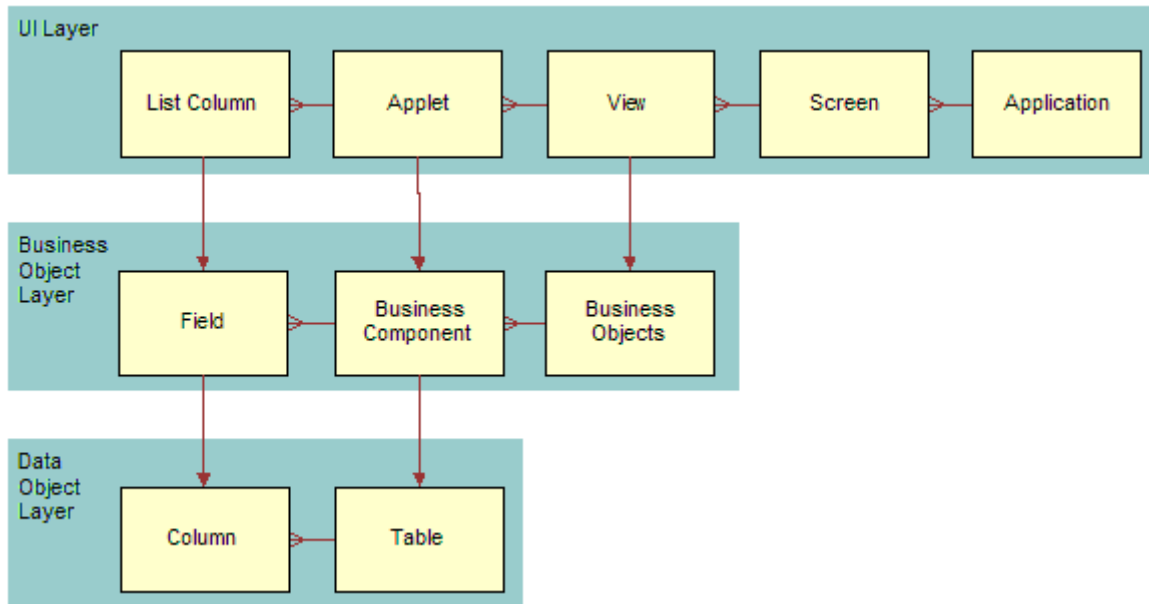 UI Layer
List Column
Applet
View
Screen
Application
Business
Object
Layer
Field
Business
Component
Business
Objects
Data
Object
Layer
Column
Table